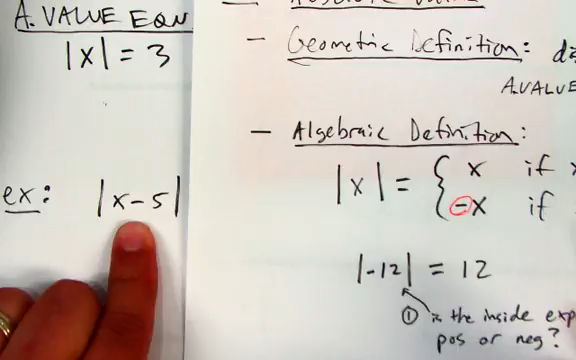 A.VALUE EQN
|x| = 3
ex: |x-5|
— Geometric Definition:
A.VALUE
— Algebraic Definition:
|x| = { x if
-x if
|-12| = 12
① is the inside exp
pos or neg?